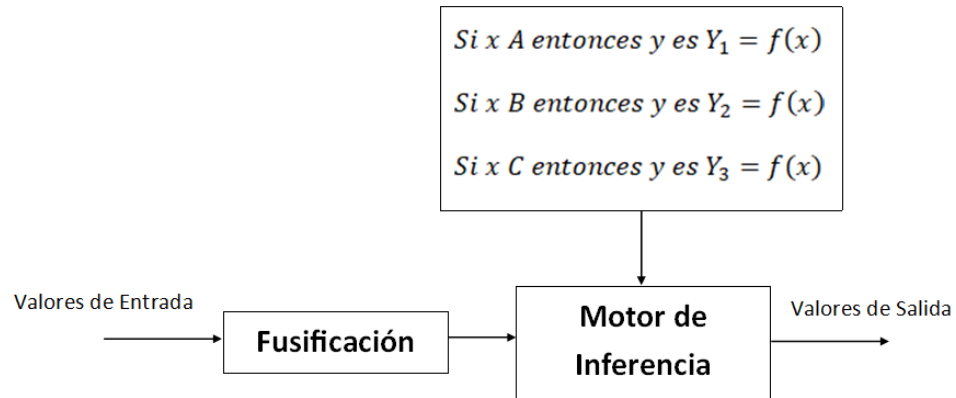 Si x A entonces y es Y₁ = f(x)
Si x B entonces y es Y₂ = f(x)
Si x C entonces y es Y₃ = f(x)
Valores de Entrada
Fusificación
Motor de
Inferencia
Valores de Salida